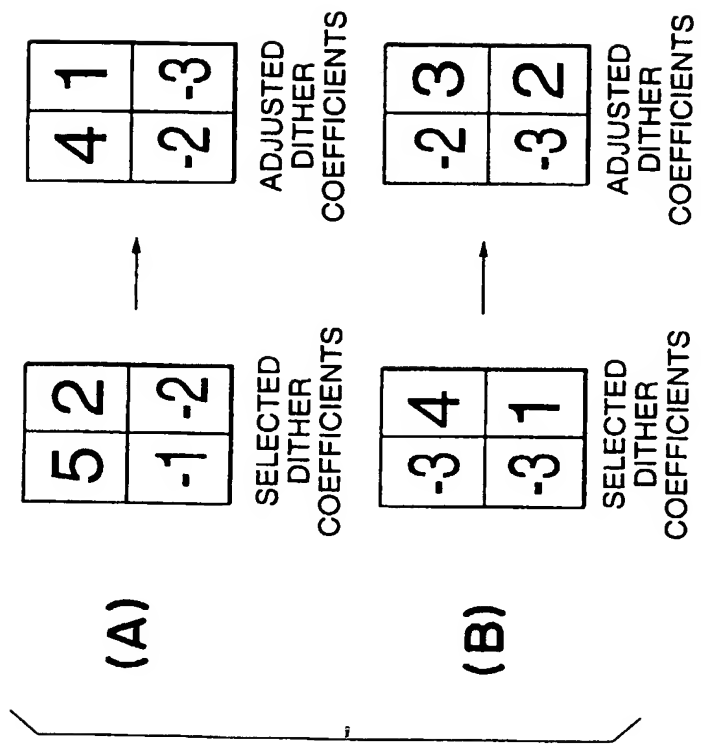 (A)
5 2
-1 -2
SELECTED
DITHER
COEFFICIENTS
4 1
-2 -3
ADJUSTED
DITHER
COEFFICIENTS
(B)
-3 4
-3 1
SELECTED
DITHER
COEFFICIENTS
-2 3
-3 2
ADJUSTED
DITHER
COEFFICIENTS